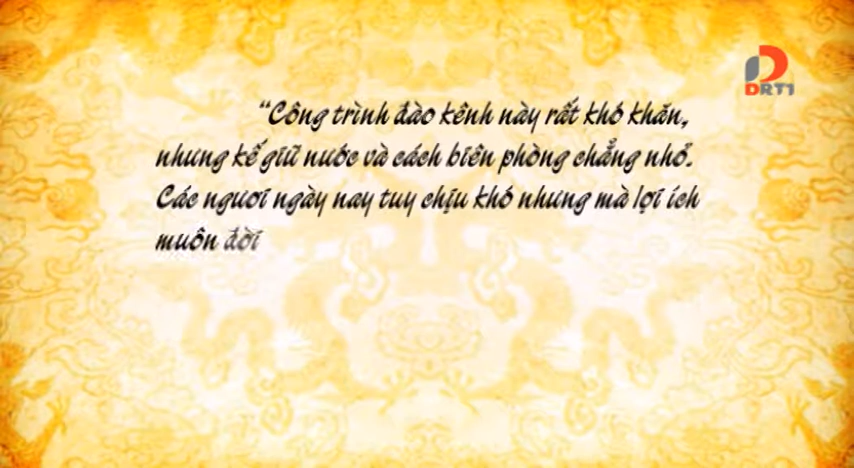 DRT1
“Công trình đào kênh này rất khó khăn,
nhưng kế giữ nước và cách biên phòng chẳng nhỏ.
Các ngươi ngày nay tuy chịu khó nhưng mà lợi ích
muôn đời